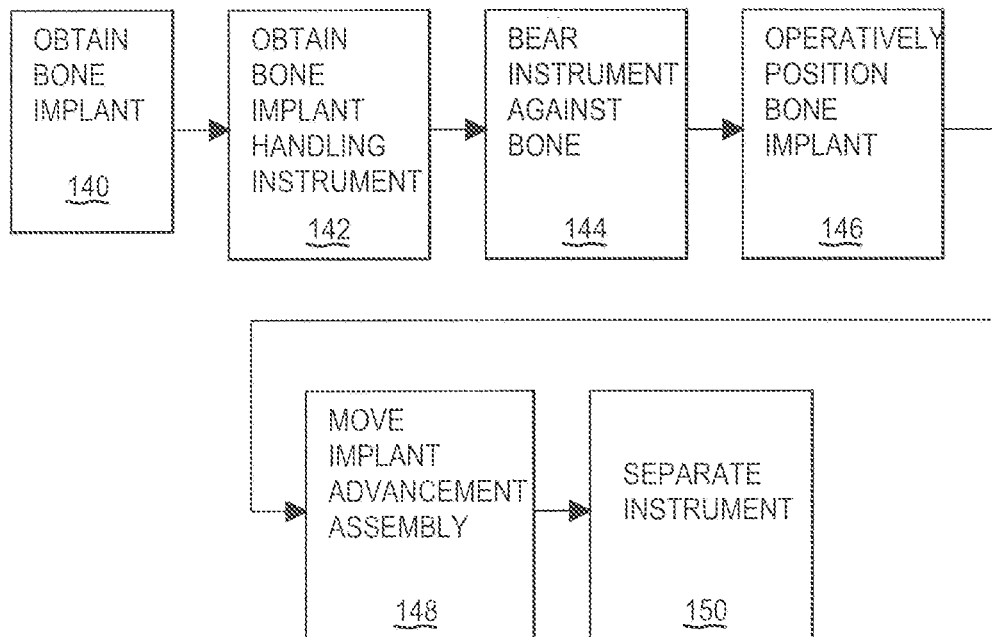 OBTAIN
BONE
IMPLANT
140
OBTAIN
BONE
IMPLANT
HANDLING
INSTRUMENT
142
BEAR
INSTRUMENT
AGAINST
BONE
144
OPERATIVELY
POSITION
BONE
IMPLANT
146
MOVE
IMPLANT
ADVANCEMENT
ASSEMBLY
148
SEPARATE
INSTRUMENT
150